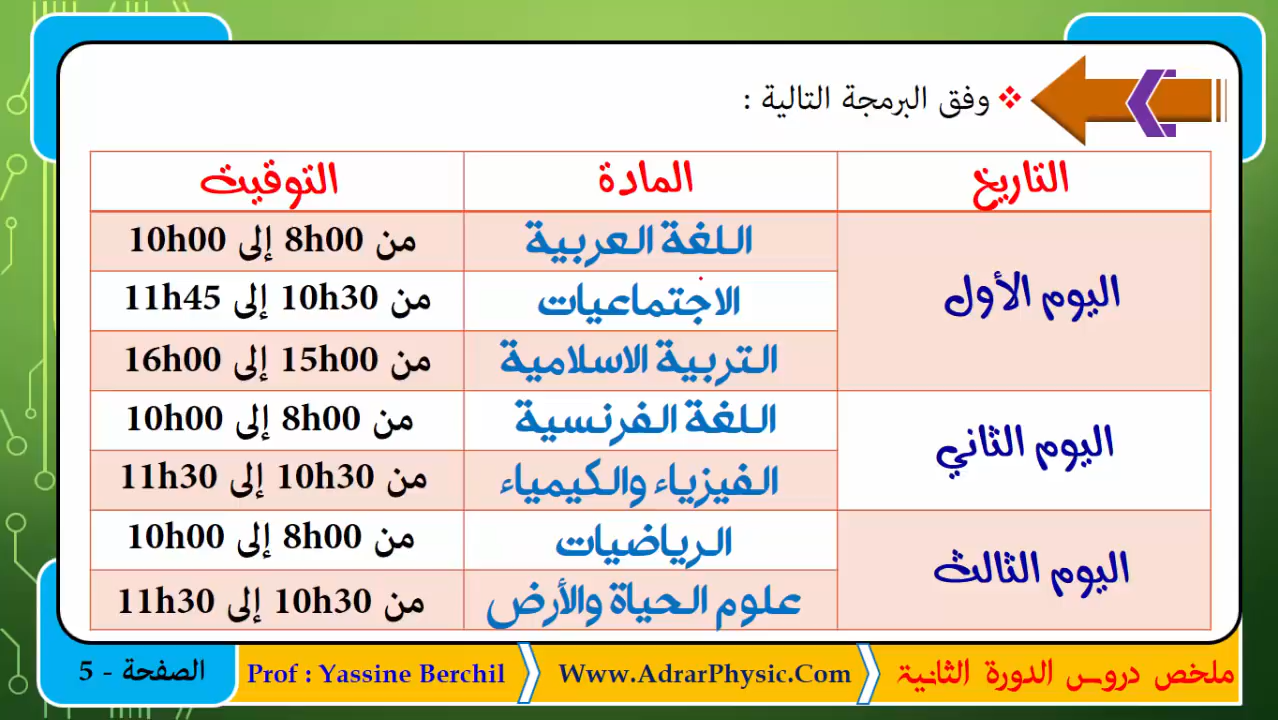 ❖ وفق البرمجة التالية :
التاريخ المادة التوقيت
اليوم الأول اللغة العربية من 8h00 إلى 10h00
الاجتماعيات من 10h30 إلى 11h45
التربية الاسلامية من 15h00 إلى 16h00
اليوم الثاني اللغة الفرنسية من 8h00 إلى 10h00
الفيزياء والكيمياء من 10h30 إلى 11h30
اليوم الثالث الرياضيات من 8h00 إلى 10h00
علوم الحياة والأرض من 10h30 إلى 11h30
ملخص دروس الدورة الثانية Www.AdrarPhysic.Com Prof : Yassine Berchil الصفحة - 5